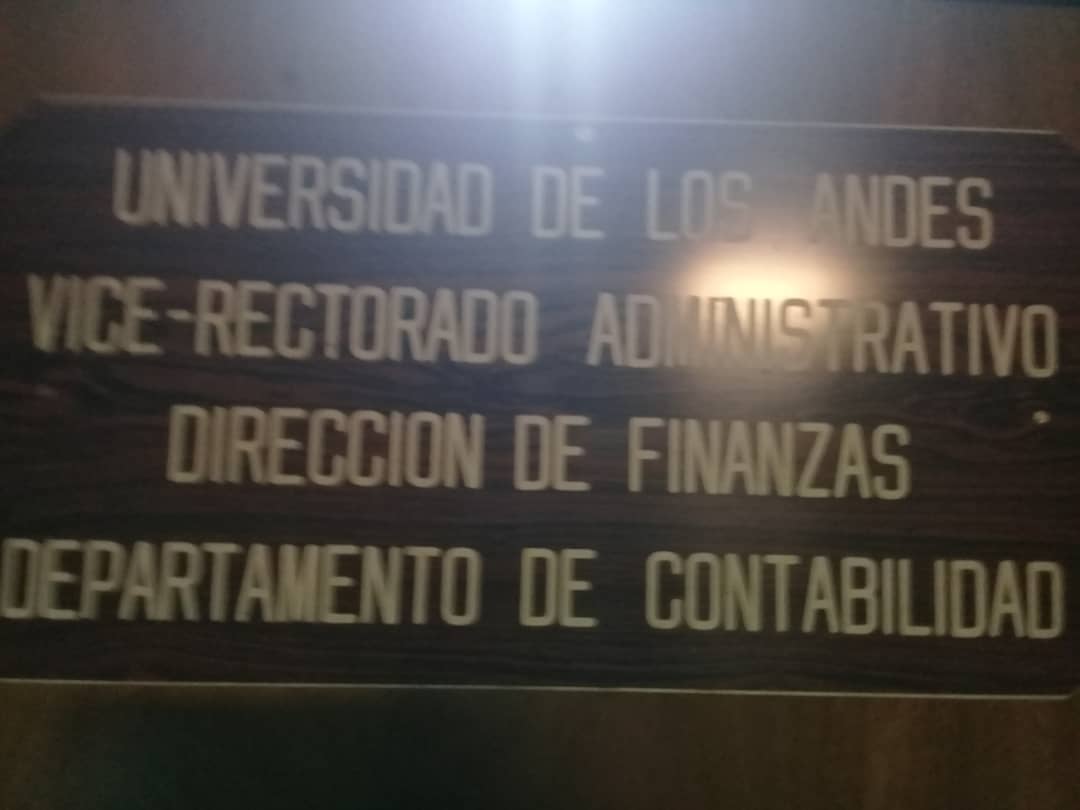 UNIVERSIDAD DE LOS ANDES
VICE-RECTORADO ADMINISTRATIVO
DIRECCION DE FINANZAS
DEPARTAMENTO DE CONTABILIDAD